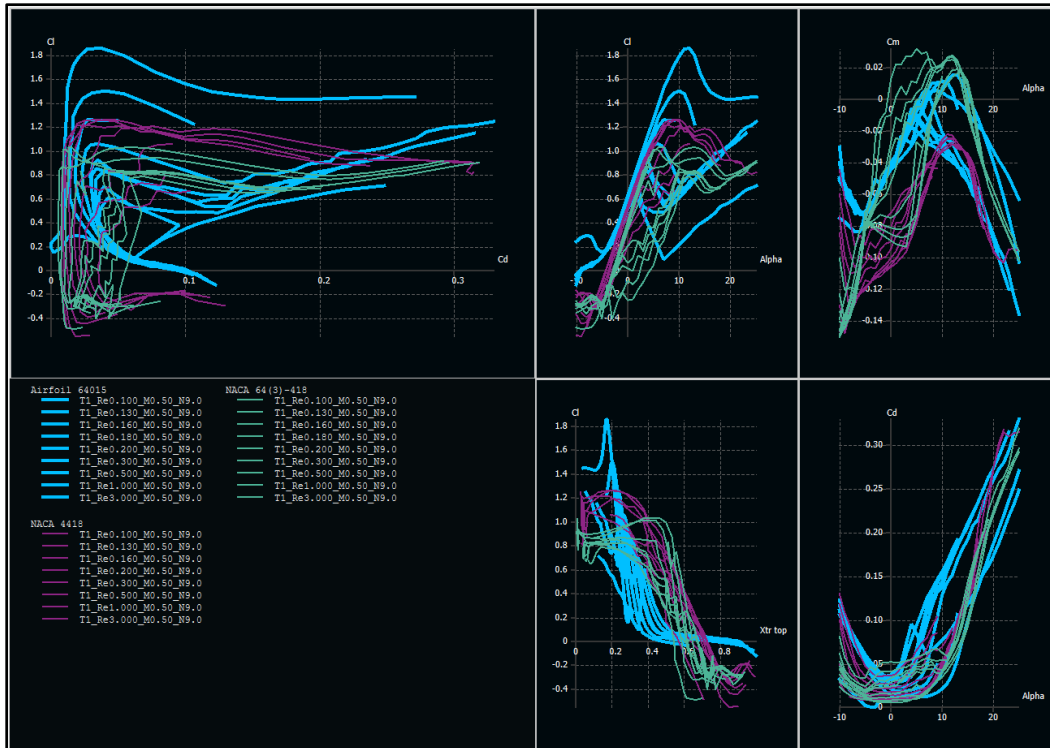 Cl
1.8
1.6
1.4
1.2
1.0
0.8
0.6
0.4
0.2
0
-0.2
-0.4
0
0.1
0.2
0.3
Cd
Cl
1.8
1.6
1.4
1.2
1.0
0.8
0.6
0.4
0.2
-0.2
-0.4
-10
0
10
20
Alpha
Cm
0.02
0
-0.02
-0.04
-0.06
-0.08
-0.10
-0.12
-0.14
-10
10
20
Alpha
Airfoil 64015
T1_Re0.100_M0.50_N9.0
T1_Re0.130_M0.50_N9.0
T1_Re0.160_M0.50_N9.0
T1_Re0.180_M0.50_N9.0
T1_Re0.200_M0.50_N9.0
T1_Re0.300_M0.50_N9.0
T1_Re0.500_M0.50_N9.0
T1_Re1.000_M0.50_N9.0
T1_Re3.000_M0.50_N9.0
NACA 64(3)-418
T1_Re0.100_M0.50_N9.0
T1_Re0.130_M0.50_N9.0
T1_Re0.160_M0.50_N9.0
T1_Re0.180_M0.50_N9.0
T1_Re0.200_M0.50_N9.0
T1_Re0.300_M0.50_N9.0
T1_Re0.500_M0.50_N9.0
T1_Re1.000_M0.50_N9.0
T1_Re3.000_M0.50_N9.0
NACA 4418
T1_Re0.100_M0.50_N9.0
T1_Re0.130_M0.50_N9.0
T1_Re0.160_M0.50_N9.0
T1_Re0.200_M0.50_N9.0
T1_Re0.300_M0.50_N9.0
T1_Re0.500_M0.50_N9.0
T1_Re1.000_M0.50_N9.0
T1_Re3.000_M0.50_N9.0
Cl
1.8
1.6
1.4
1.2
1.0
0.8
0.6
0.4
0.2
0
-0.2
-0.4
0
0.2
0.4
0.6
0.8
Xtr top
Cd
0.30
0.25
0.20
0.15
0.10
0.05
0
-10
0
10
20
Alpha